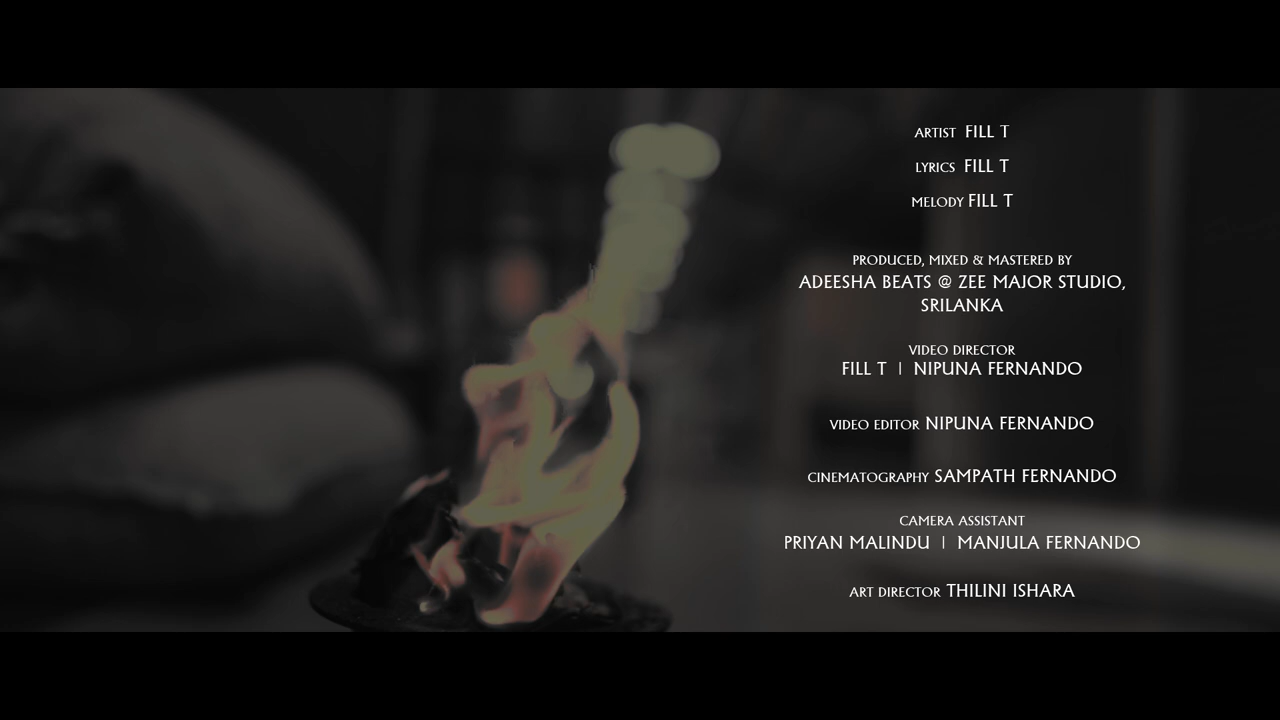 ARTIST FILL T
LYRICS FILL T
MELODY FILL T
PRODUCED, MIXED & MASTERED BY
ADEESHA BEATS @ ZEE MAJOR STUDIO,
SRILANKA
VIDEO DIRECTOR
FILL T | NIPUNA FERNANDO
VIDEO EDITOR NIPUNA FERNANDO
CINEMATOGRAPHY SAMPATH FERNANDO
CAMERA ASSISTANT
PRIYAN MALINDU | MANJULA FERNANDO
ART DIRECTOR THILINI ISHARA